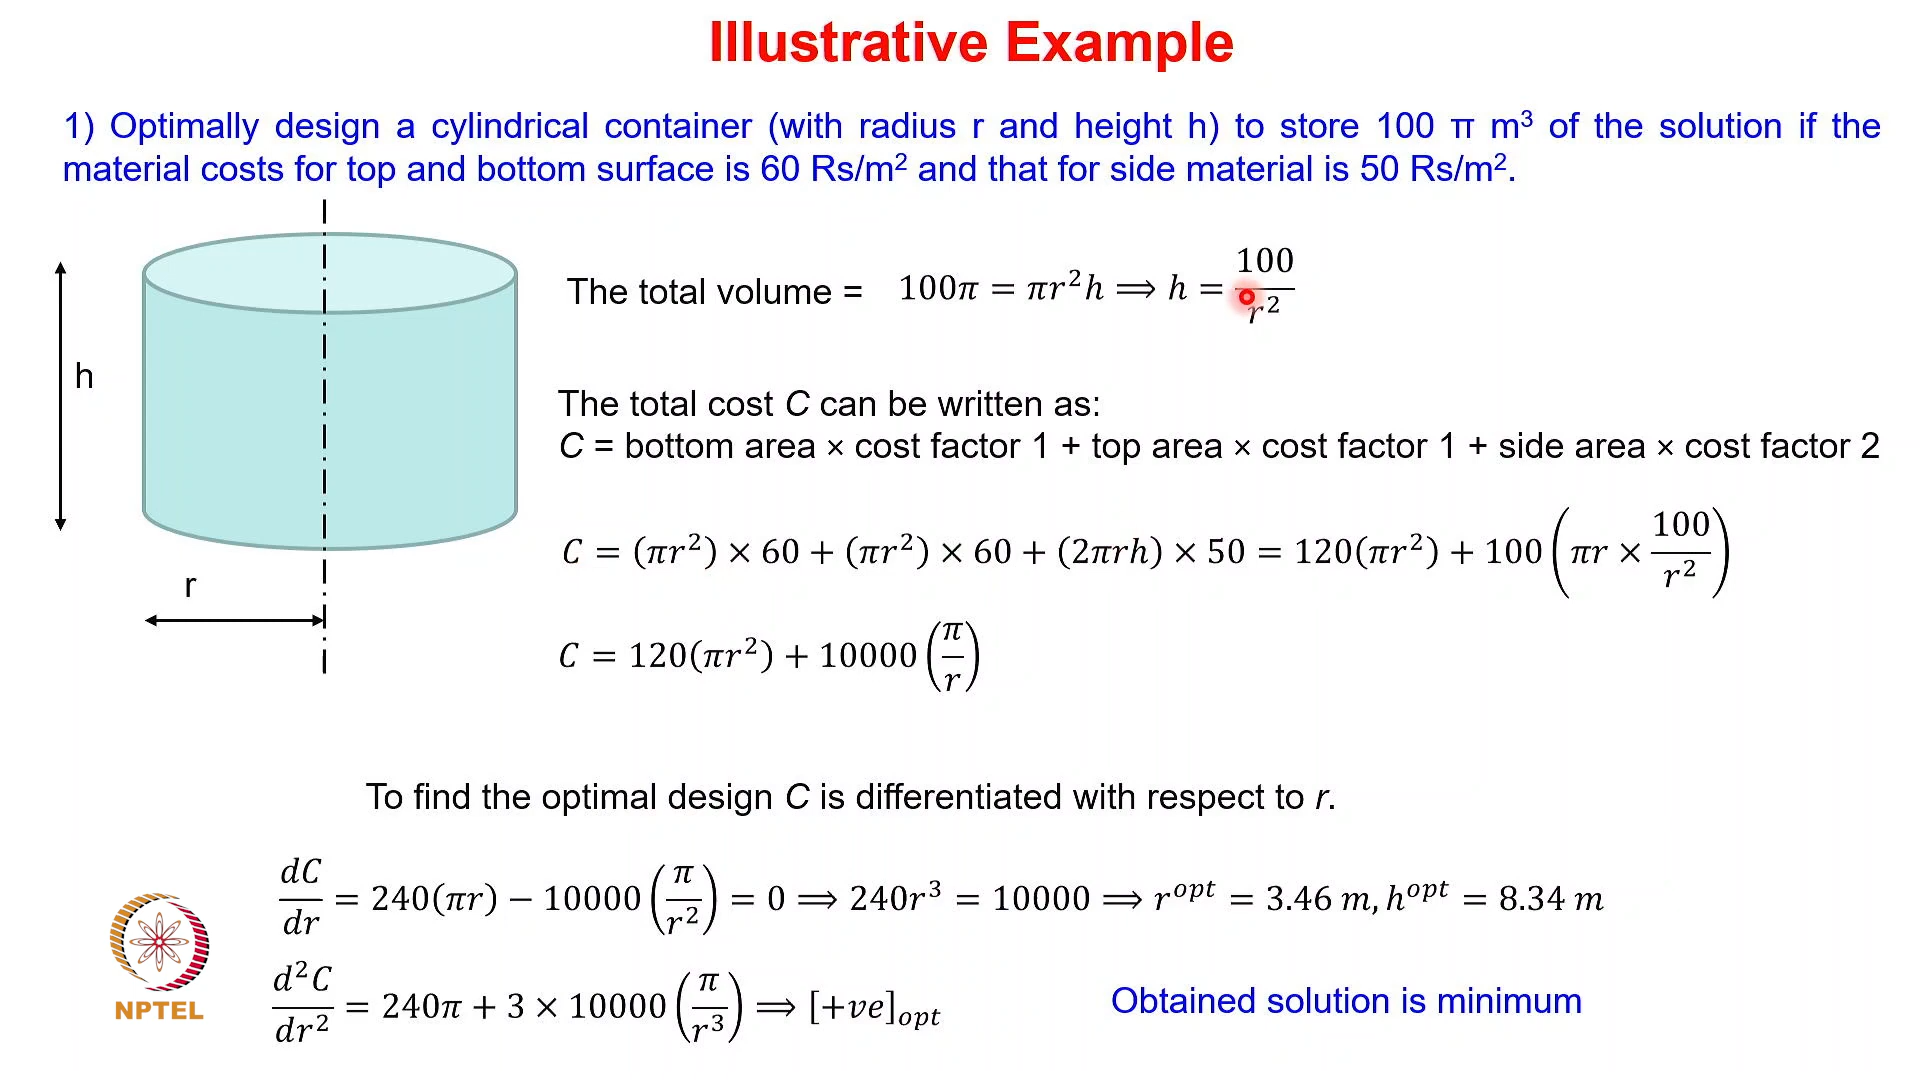 Illustrative Example
1) Optimally design a cylindrical container (with radius r and height h) to store 100 π m³ of the solution if the
material costs for top and bottom surface is 60 Rs/m² and that for side material is 50 Rs/m².
h
r
The total volume = 100π = πr²h ⟹ h = 100/r²
The total cost C can be written as:
C = bottom area × cost factor 1 + top area × cost factor 1 + side area × cost factor 2
C = (πr²) × 60 + (πr²) × 60 + (2πrh) × 50 = 120(πr²) + 100(πr × 100/r²)
C = 120(πr²) + 10000(π/r)
To find the optimal design C is differentiated with respect to r.
dC/dr = 240(πr) − 10000(π/r²) = 0 ⟹ 240r³ = 10000 ⟹ r^opt = 3.46 m, h^opt = 8.34 m
d²C/dr² = 240π + 3 × 10000(π/r³) ⟹ [+ve]_opt
Obtained solution is minimum
NPTEL